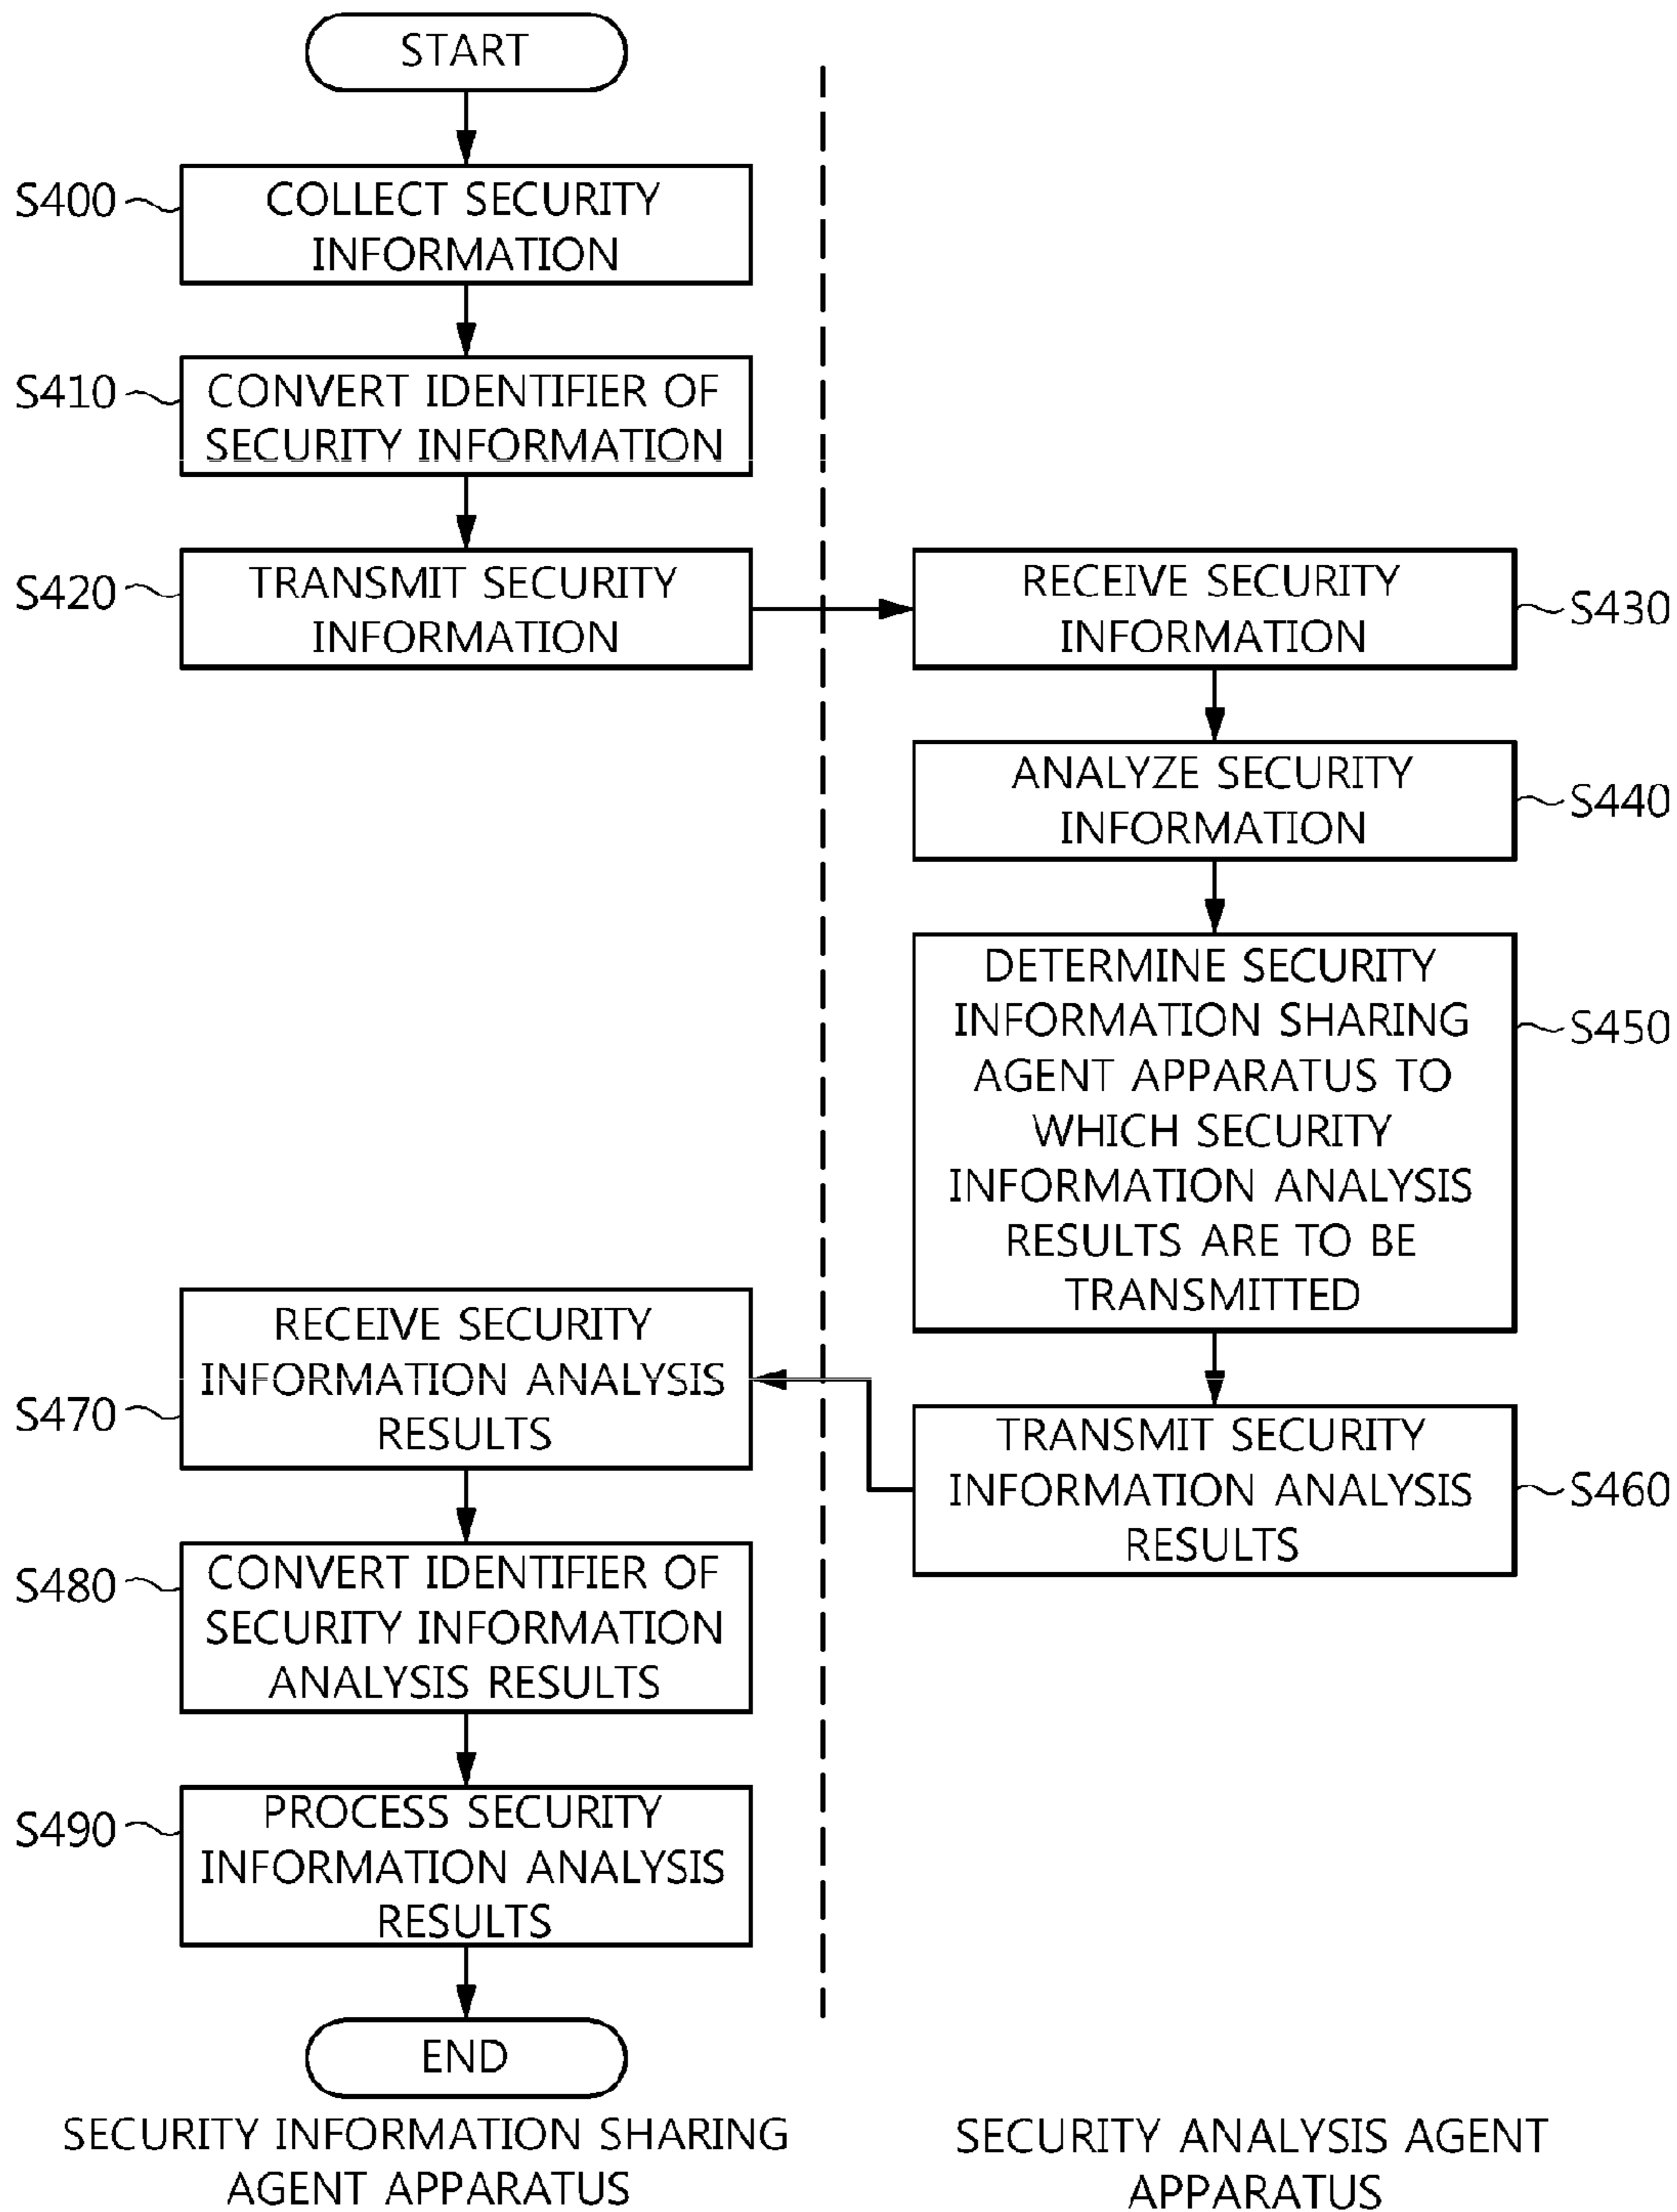 START
S400
COLLECT SECURITY
INFORMATION
S410
CONVERT IDENTIFIER OF
SECURITY INFORMATION
S420
TRANSMIT SECURITY
INFORMATION
RECEIVE SECURITY
INFORMATION
S430
ANALYZE SECURITY
INFORMATION
S440
DETERMINE SECURITY
INFORMATION SHARING
AGENT APPARATUS TO
WHICH SECURITY
INFORMATION ANALYSIS
RESULTS ARE TO BE
TRANSMITTED
S450
TRANSMIT SECURITY
INFORMATION ANALYSIS
RESULTS
S460
RECEIVE SECURITY
INFORMATION ANALYSIS
RESULTS
S470
S480
CONVERT IDENTIFIER OF
SECURITY INFORMATION
ANALYSIS RESULTS
S490
PROCESS SECURITY
INFORMATION ANALYSIS
RESULTS
END
SECURITY INFORMATION SHARING
AGENT APPARATUS
SECURITY ANALYSIS AGENT
APPARATUS